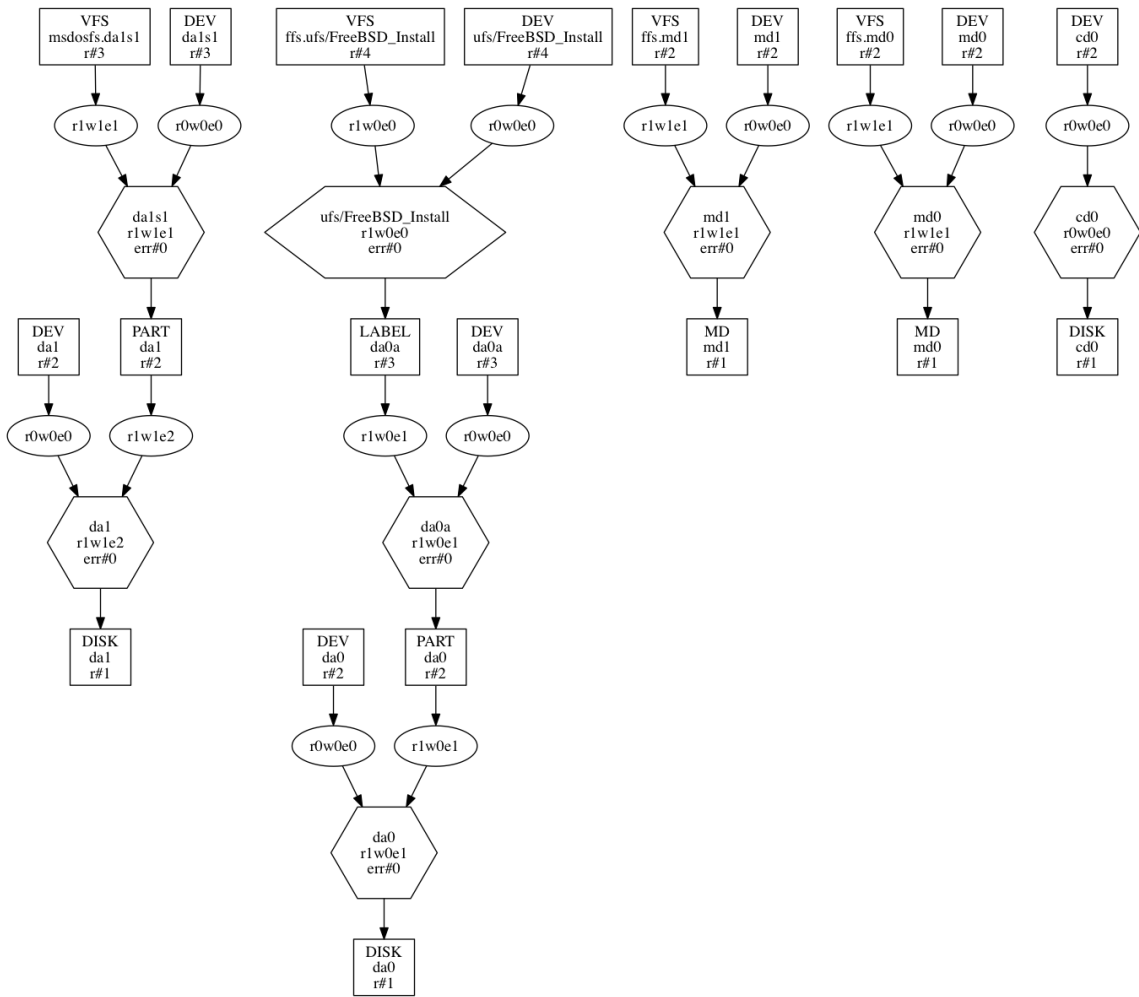 VFS
msdosfs.da1s1
r#3
DEV
da1s1
r#3
VFS
ffs.ufs/FreeBSD_Install
r#4
DEV
ufs/FreeBSD_Install
r#4
VFS
ffs.md1
r#2
DEV
md1
r#2
VFS
ffs.md0
r#2
DEV
md0
r#2
DEV
cd0
r#2
r1w1e1
r0w0e0
r1w0e0
r0w0e0
r1w1e1
r0w0e0
r1w1e1
r0w0e0
r0w0e0
da1s1
r1w1e1
err#0
ufs/FreeBSD_Install
r1w0e0
err#0
md1
r1w1e1
err#0
md0
r1w1e1
err#0
cd0
r0w0e0
err#0
DEV
da1
r#2
PART
da1
r#2
LABEL
da0a
r#3
DEV
da0a
r#3
MD
md1
r#1
MD
md0
r#1
DISK
cd0
r#1
r0w0e0
r1w1e2
r1w0e1
r0w0e0
da1
r1w1e2
err#0
da0a
r1w0e1
err#0
DISK
da1
r#1
DEV
da0
r#2
PART
da0
r#2
r0w0e0
r1w0e1
da0
r1w0e1
err#0
DISK
da0
r#1